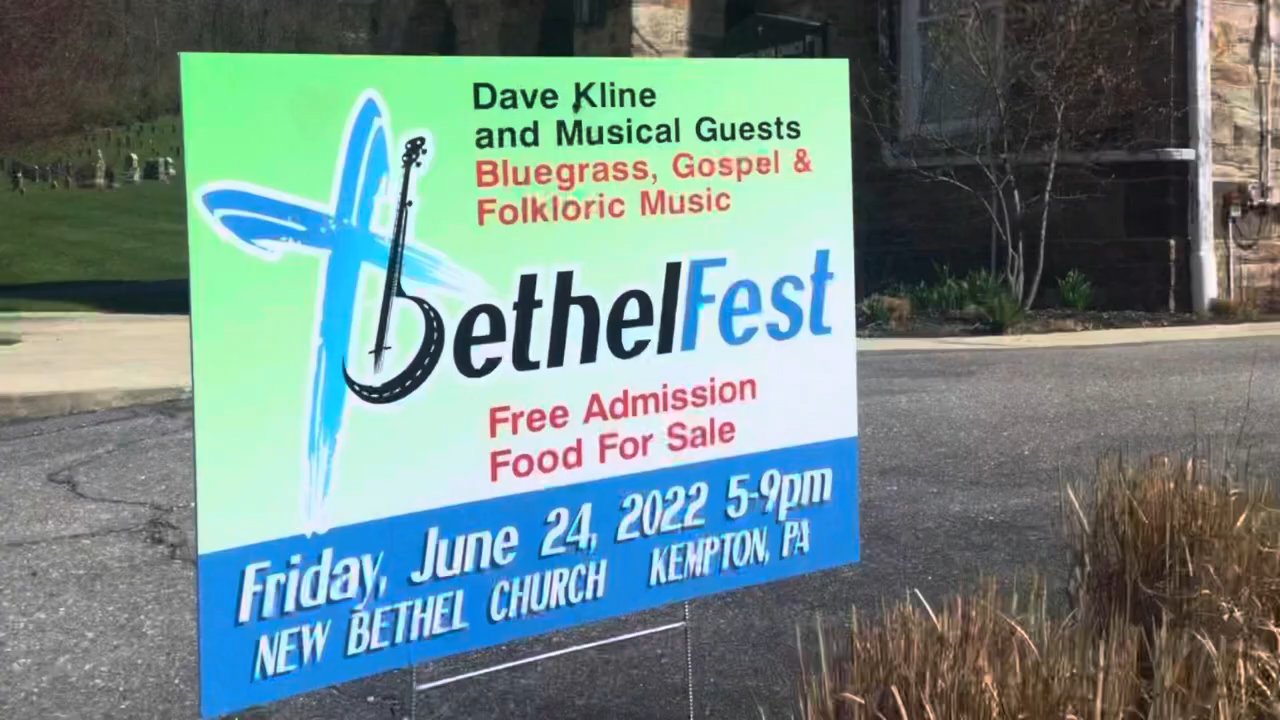 Dave Kline
and Musical Guests
Bluegrass, Gospel &
Folkloric Music
BethelFest
Free Admission
Food For Sale
Friday, June 24, 2022 5-9pm
NEW BETHEL CHURCH KEMPTON, PA